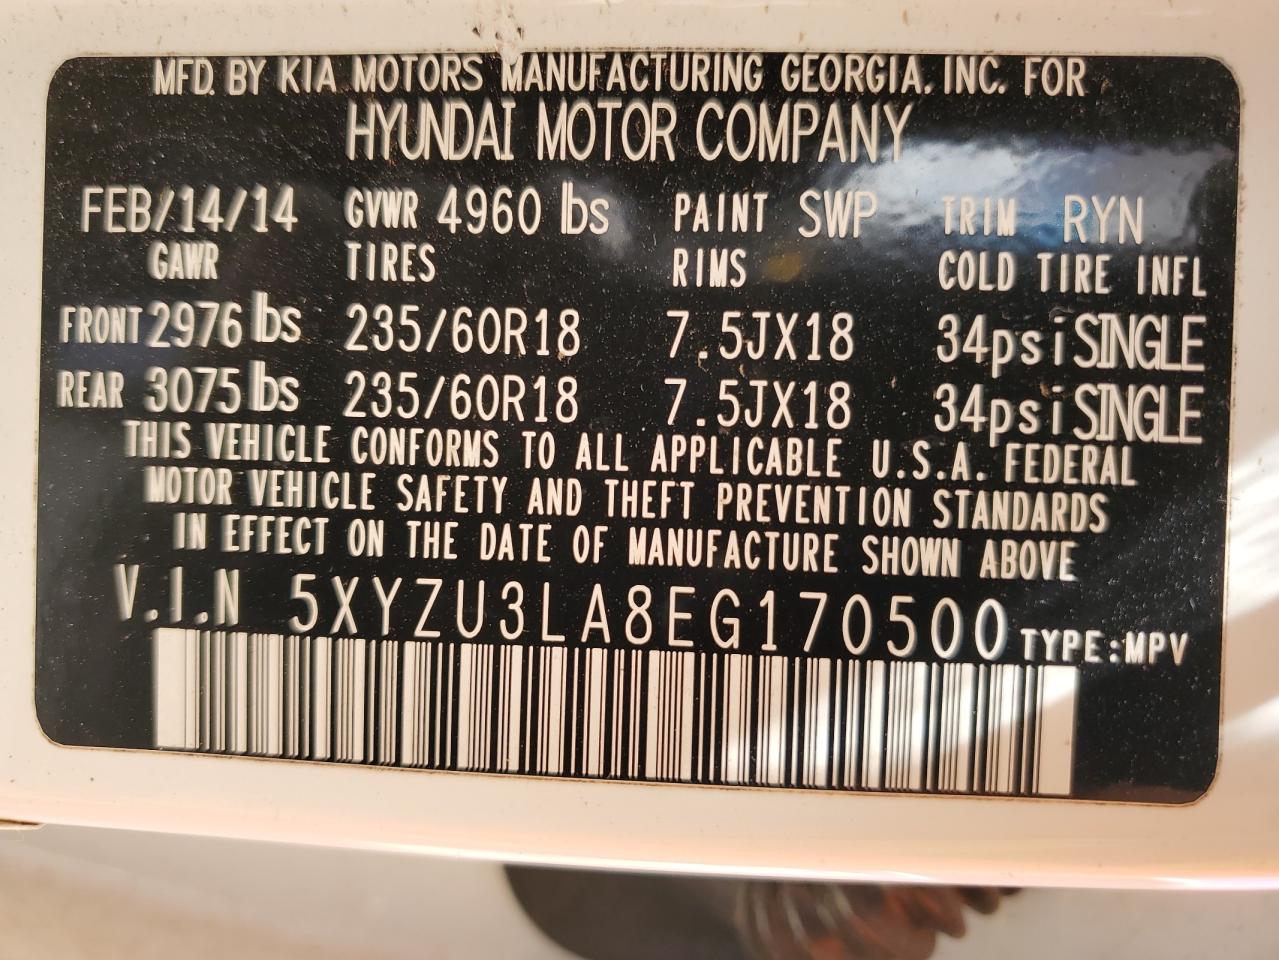 MFD. BY KIA MOTORS MANUFACTURING GEORGIA, INC. FOR
HYUNDAI MOTOR COMPANY
FEB/14/14 GVWR 4960 lbs PAINT SWP TRIM RYN
GAWR TIRES RIMS COLD TIRE INFL
FRONT 2976 lbs 235/60R18 7.5JX18 34psi SINGLE
REAR 3075 lbs 235/60R18 7.5JX18 34psi SINGLE
THIS VEHICLE CONFORMS TO ALL APPLICABLE U.S.A. FEDERAL
MOTOR VEHICLE SAFETY AND THEFT PREVENTION STANDARDS
IN EFFECT ON THE DATE OF MANUFACTURE SHOWN ABOVE
V.I.N 5XYZU3LA8EG170500 TYPE:MPV